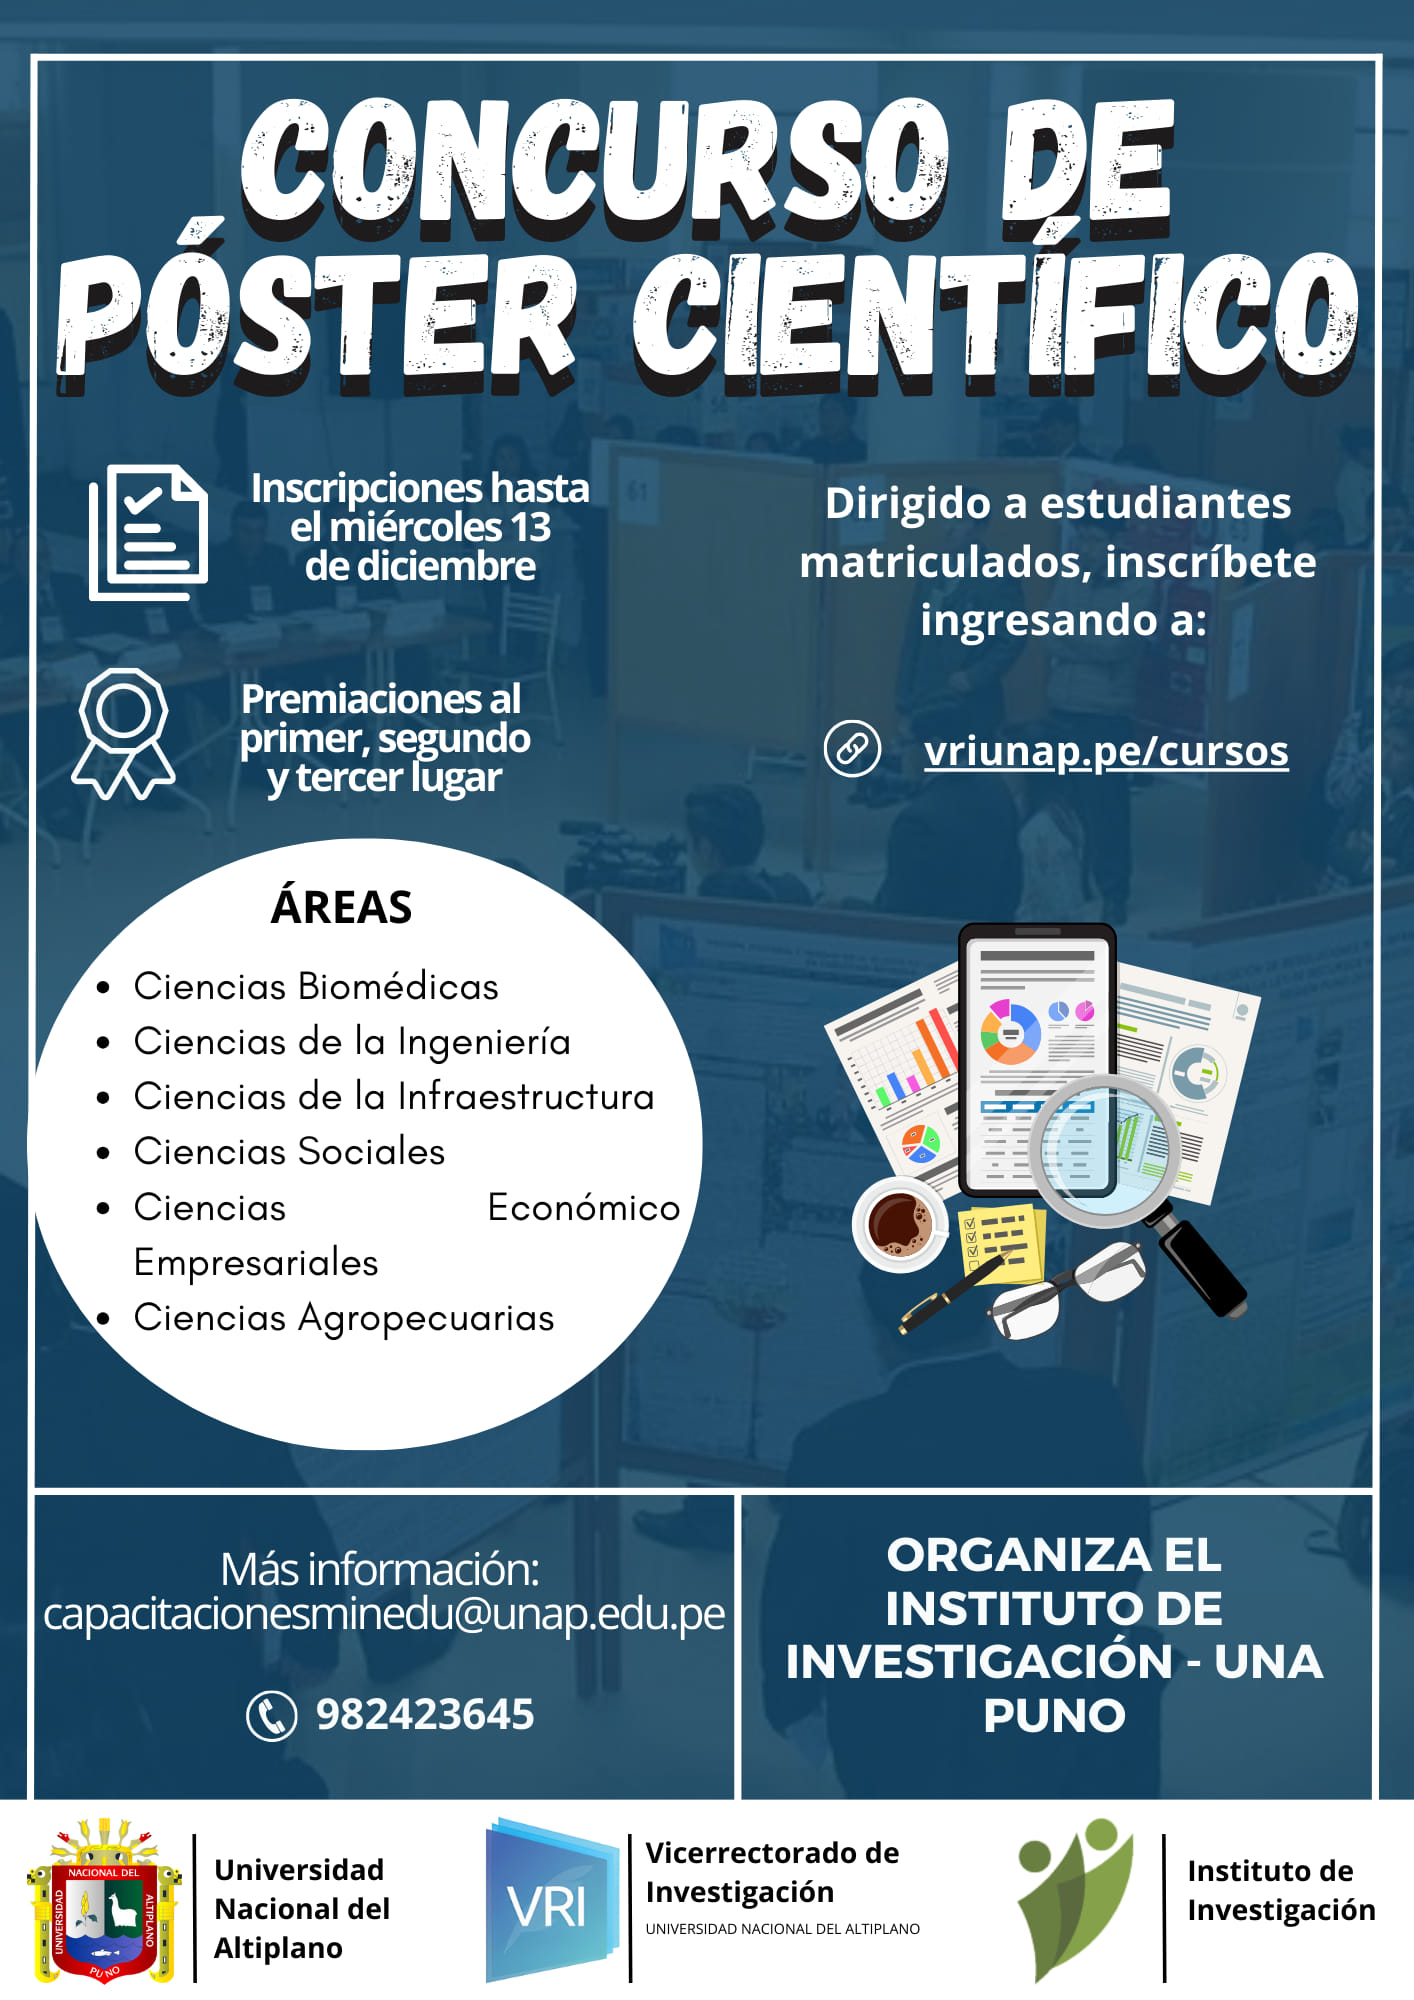 CONCURSO DE
PÓSTER CIENTÍFICO
Inscripciones hasta
el miércoles 13
de diciembre
Premiaciones al
primer, segundo
y tercer lugar
Dirigido a estudiantes
matriculados, inscríbete
ingresando a:
vriunap.pe/cursos
ÁREAS
• Ciencias Biomédicas
• Ciencias de la Ingeniería
• Ciencias de la Infraestructura
• Ciencias Sociales
• Ciencias Económico
Empresariales
• Ciencias Agropecuarias
61
Más información:
capacitacionesminedu@unap.edu.pe
982423645
ORGANIZA EL
INSTITUTO DE
INVESTIGACIÓN - UNA
PUNO
UNIVERSIDAD
NACIONAL DEL
ALTIPLANO
PUNO
Universidad
Nacional del
Altiplano
VRI
Vicerrectorado de
Investigación
UNIVERSIDAD NACIONAL DEL ALTIPLANO
Instituto de
Investigación